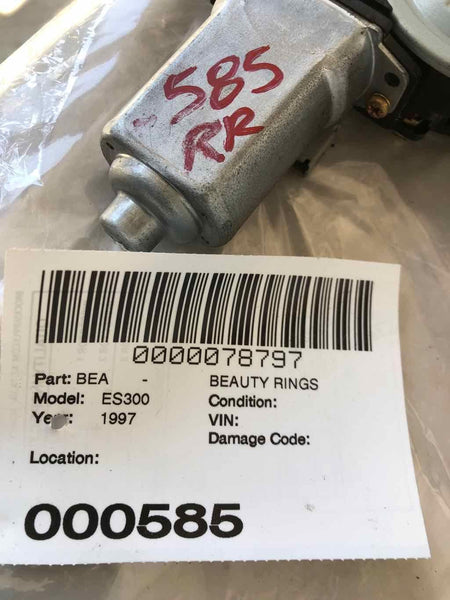 585
RR
0000078797
Part: BEA - BEAUTY RINGS
Model: ES300 Condition:
Year: 1997 VIN:
Damage Code:
Location:
000585